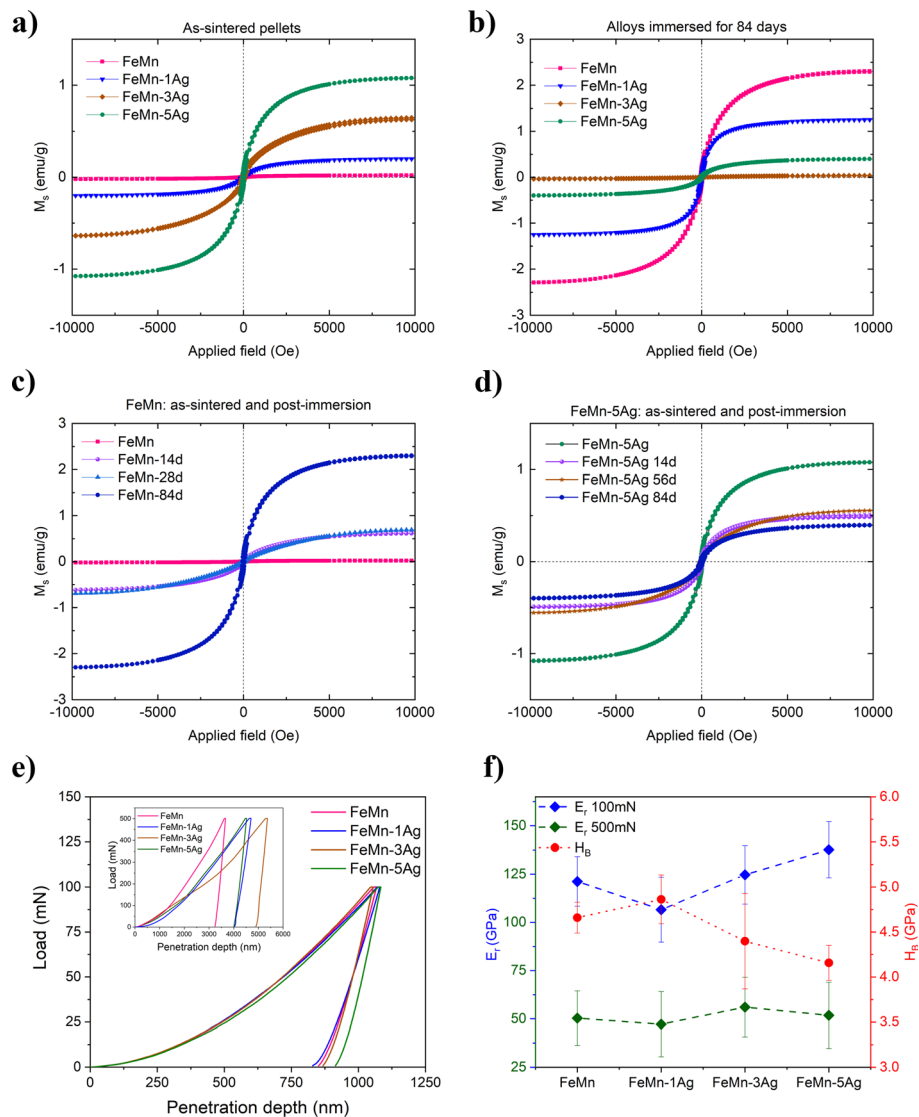 a)
As-sintered pellets
FeMn
FeMn-1Ag
FeMn-3Ag
FeMn-5Ag
1
0
-1
Ms (emu/g)
-10000 -5000 0 5000 10000
Applied field (Oe)
b)
Alloys immersed for 84 days
FeMn
FeMn-1Ag
FeMn-3Ag
FeMn-5Ag
3
2
1
0
-1
-2
-3
Ms (emu/g)
-10000 -5000 0 5000 10000
Applied field (Oe)
c)
FeMn: as-sintered and post-immersion
FeMn
FeMn-14d
FeMn-28d
FeMn-84d
3
2
1
0
-1
-2
-3
Ms (emu/g)
-10000 -5000 0 5000 10000
Applied field (Oe)
d)
FeMn-5Ag: as-sintered and post-immersion
FeMn-5Ag
FeMn-5Ag 14d
FeMn-5Ag 56d
FeMn-5Ag 84d
1
0
-1
Ms (emu/g)
-10000 -5000 0 5000 10000
Applied field (Oe)
e)
150
125
100
75
50
25
0
Load (mN)
FeMn
FeMn-1Ag
FeMn-3Ag
FeMn-5Ag
500
400
300
200
100
0
Load (mN)
FeMn
FeMn-1Ag
FeMn-3Ag
FeMn-5Ag
0 1000 2000 3000 4000 5000 6000
Penetration depth (nm)
0 250 500 750 1000 1250
Penetration depth (nm)
f)
Er 100mN
Er 500mN
HB
150
125
100
75
50
25
Er (GPa)
6.0
5.5
5.0
4.5
4.0
3.5
3.0
HB (GPa)
FeMn FeMn-1Ag FeMn-3Ag FeMn-5Ag